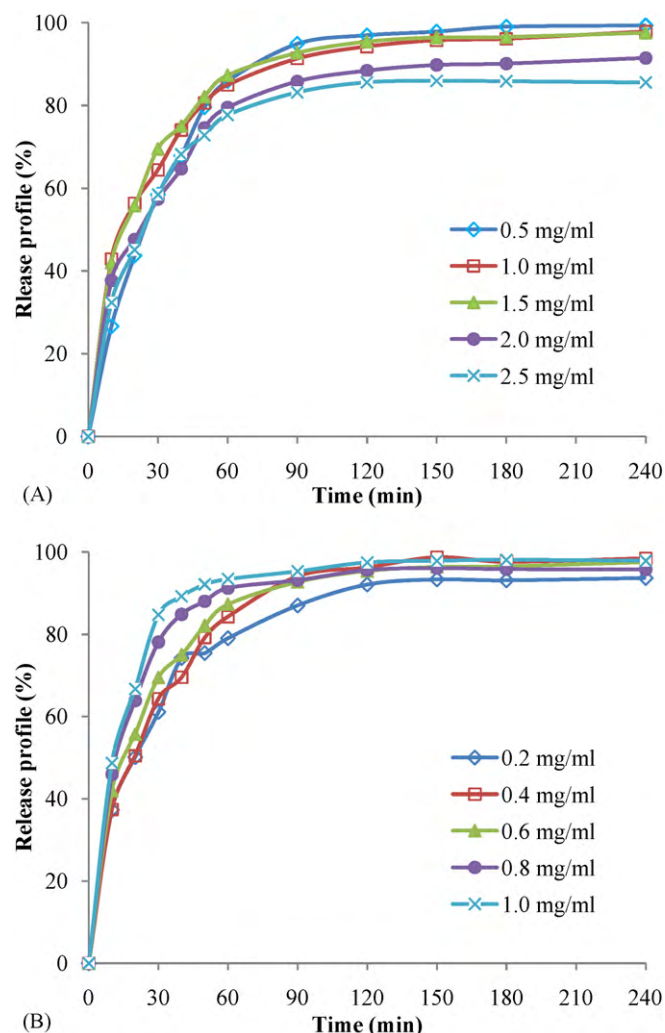 100
80
60
40
20
0
Rlease profile (%)
0.5 mg/ml
1.0 mg/ml
1.5 mg/ml
2.0 mg/ml
2.5 mg/ml
0 30 60 90 120 150 180 210 240
(A) Time (min)
100
80
60
40
20
0
Release profile (%)
0.2 mg/ml
0.4 mg/ml
0.6 mg/ml
0.8 mg/ml
1.0 mg/ml
0 30 60 90 120 150 180 210 240
(B) Time (min)